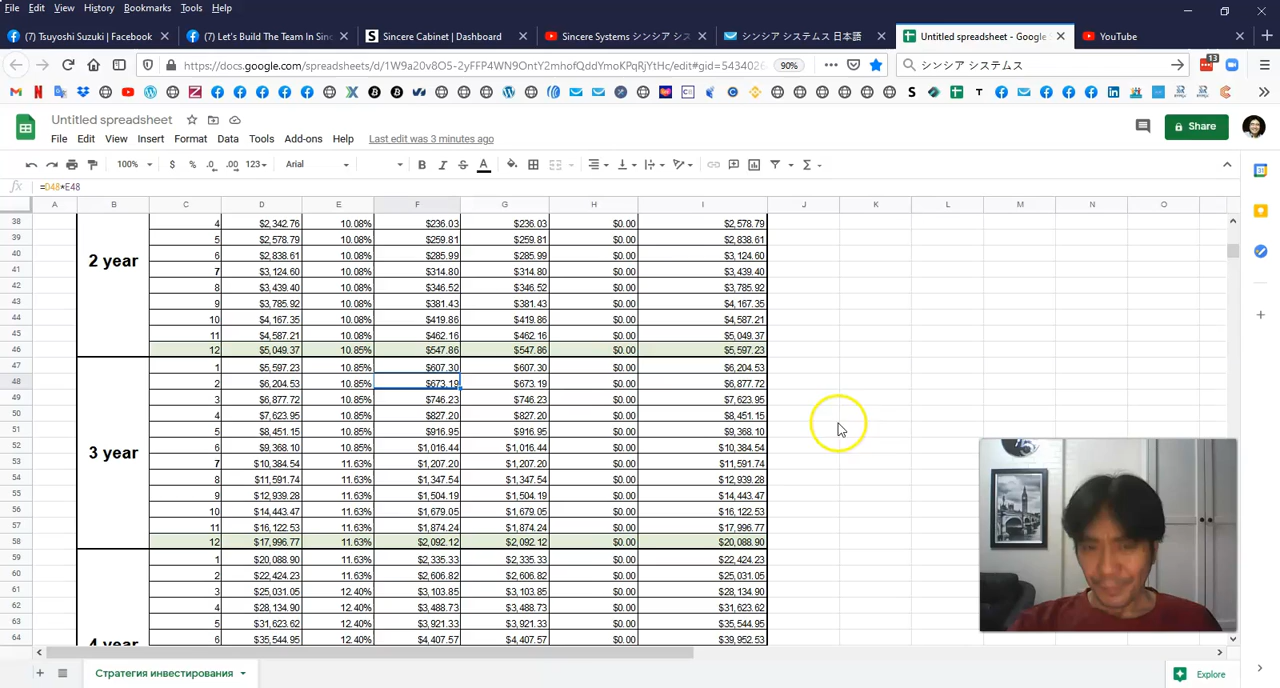 File Edit View History Bookmarks Tools Help
(7) Tsuyoshi Suzuki | Facebook
(7) Let's Build The Team In Sinc
Sincere Cabinet | Dashboard
Sincere Systems シンシア シス
シンシア システムス 日本語
Untitled spreadsheet - Google
YouTube
https://docs.google.com/spreadsheets/d/
90%
シンシア システムス
13
Untitled spreadsheet
File Edit View Insert Format Data Tools Add-ons Help Last edit was 3 minutes ago
Share
100% $ % .0 .00 123 Arial
=D48*E48
A B C D E F G H I J K L M N O
38 4 $2,342.76 10.08% $236.03 $236.03 $0.00 $2,578.79
39 5 $2,578.79 10.08% $259.81 $259.81 $0.00 $2,838.61
40 2 year 6 $2,838.61 10.08% $285.99 $285.99 $0.00 $3,124.60
41 7 $3,124.60 10.08% $314.80 $314.80 $0.00 $3,439.40
42 8 $3,439.40 10.08% $346.52 $346.52 $0.00 $3,785.92
43 9 $3,785.92 10.08% $381.43 $381.43 $0.00 $4,167.35
44 10 $4,167.35 10.08% $419.86 $419.86 $0.00 $4,587.21
45 11 $4,587.21 10.08% $462.16 $462.16 $0.00 $5,049.37
46 12 $5,049.37 10.85% $547.86 $547.86 $0.00 $5,597.23
47 1 $5,597.23 10.85% $607.30 $607.30 $0.00 $6,204.53
48 2 $6,204.53 10.85% $673.19 $673.19 $0.00 $6,877.72
49 3 $6,877.72 10.85% $746.23 $746.23 $0.00 $7,623.95
50 4 $7,623.95 10.85% $827.20 $827.20 $0.00 $8,451.15
51 5 $8,451.15 10.85% $916.95 $916.95 $0.00 $9,368.10
52 3 year 6 $9,368.10 10.85% $1,016.44 $1,016.44 $0.00 $10,384.54
53 7 $10,384.54 11.63% $1,207.20 $1,207.20 $0.00 $11,591.74
54 8 $11,591.74 11.63% $1,347.54 $1,347.54 $0.00 $12,939.28
55 9 $12,939.28 11.63% $1,504.19 $1,504.19 $0.00 $14,443.47
56 10 $14,443.47 11.63% $1,679.05 $1,679.05 $0.00 $16,122.53
57 11 $16,122.53 11.63% $1,874.24 $1,874.24 $0.00 $17,996.77
58 12 $17,996.77 11.63% $2,092.12 $2,092.12 $0.00 $20,088.90
59 1 $20,088.90 11.63% $2,335.33 $2,335.33 $0.00 $22,424.23
60 2 $22,424.23 11.63% $2,606.82 $2,606.82 $0.00 $25,031.05
61 3 $25,031.05 12.40% $3,103.85 $3,103.85 $0.00 $28,134.90
62 4 $28,134.90 12.40% $3,488.73 $3,488.73 $0.00 $31,623.62
63 5 $31,623.62 12.40% $3,921.33 $3,921.33 $0.00 $35,544.95
64 4 year 6 $35,544.95 12.40% $4,407.57 $4,407.57 $0.00 $39,952.53
Стратегия инвестирования
Explore